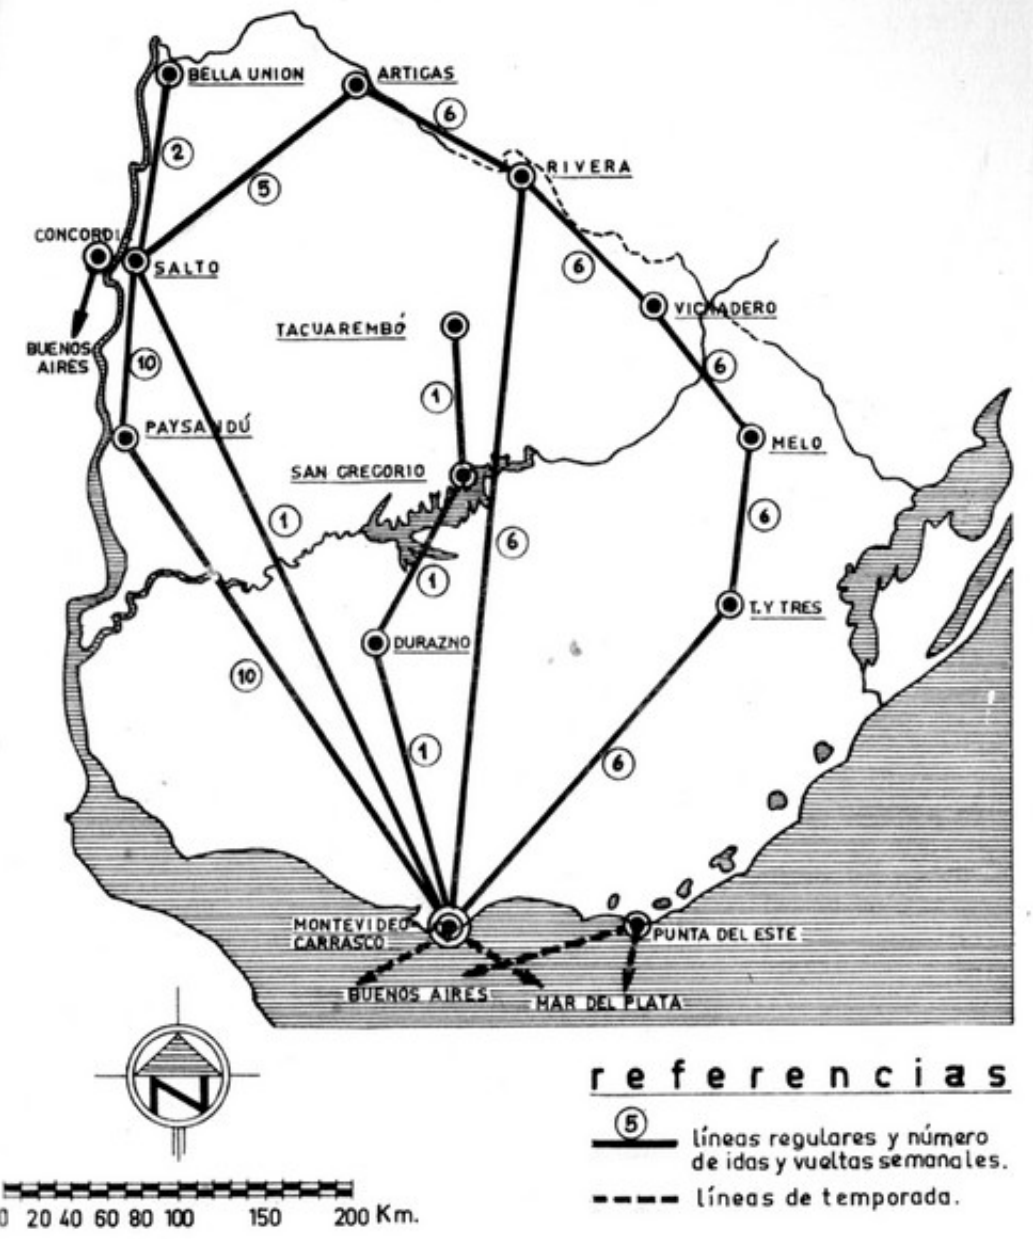 BELLA UNION
ARTIGAS
6
2
RIVERA
5
CONCORDI
SALTO
6
VICHADERO
TACUAREMBÓ
BUENOS
AIRES
10
6
1
PAYSANDÚ
MELO
SAN GREGORIO
1
6
6
1
T.Y TRES
DURAZNO
10
1
6
MONTEVIDEO
CARRASCO
PUNTA DEL ESTE
BUENOS AIRES
MAR DEL PLATA
N
referencias
5
líneas regulares y número
de idas y vueltas semanales.
líneas de temporada.
0 20 40 60 80 100 150 200 Km.